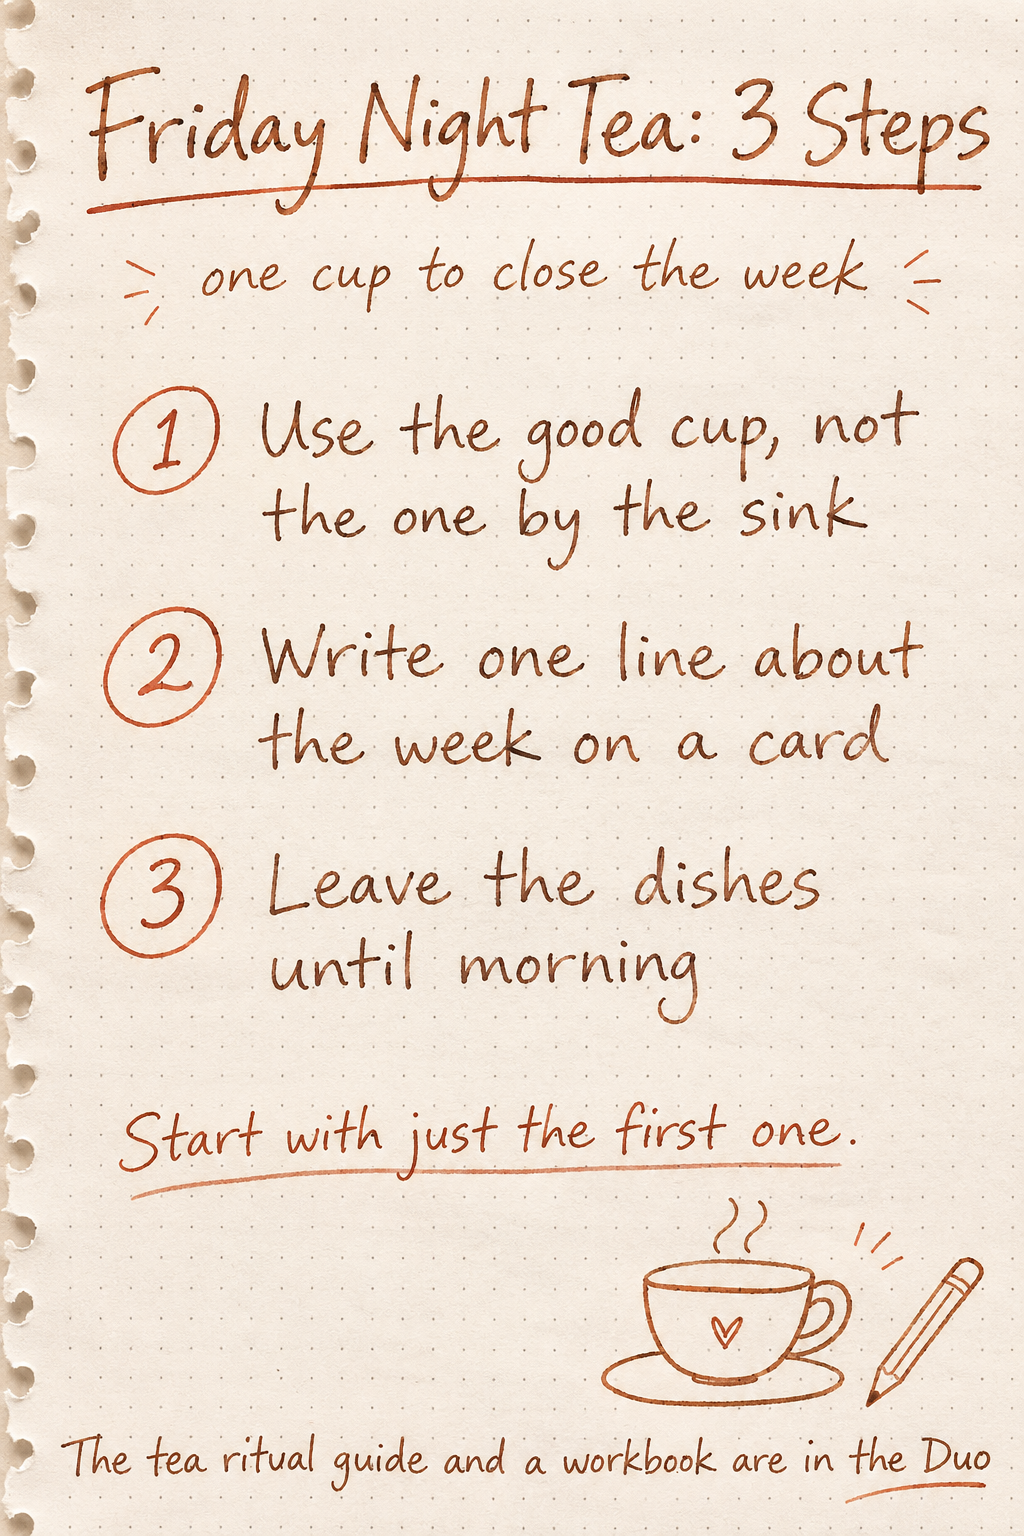 Friday Night Tea: 3 Steps
one cup to close the week
1 Use the good cup, not
the one by the sink
2 Write one line about
the week on a card
3 Leave the dishes
until morning
Start with just the first one.
The tea ritual guide and a workbook are in the Duo